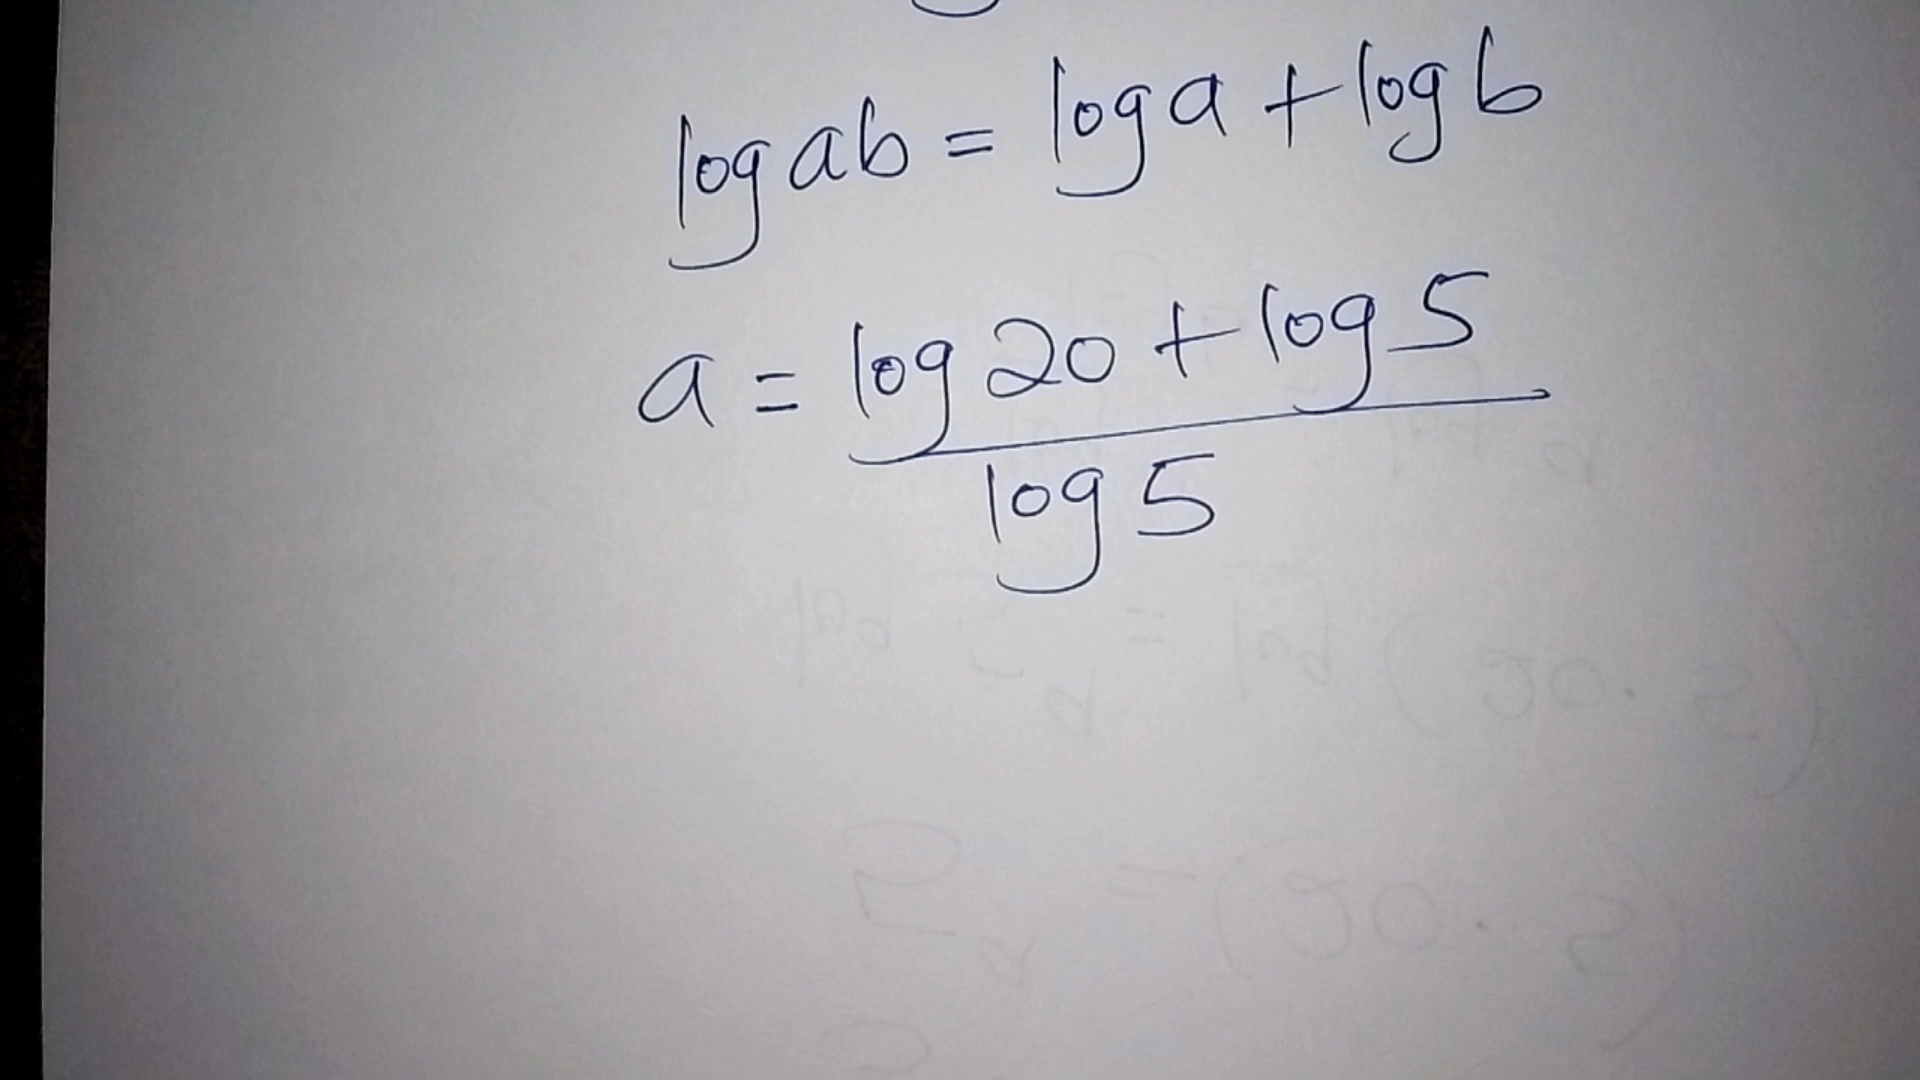 log ab = log a + log b
a = log 20 + log 5
log 5